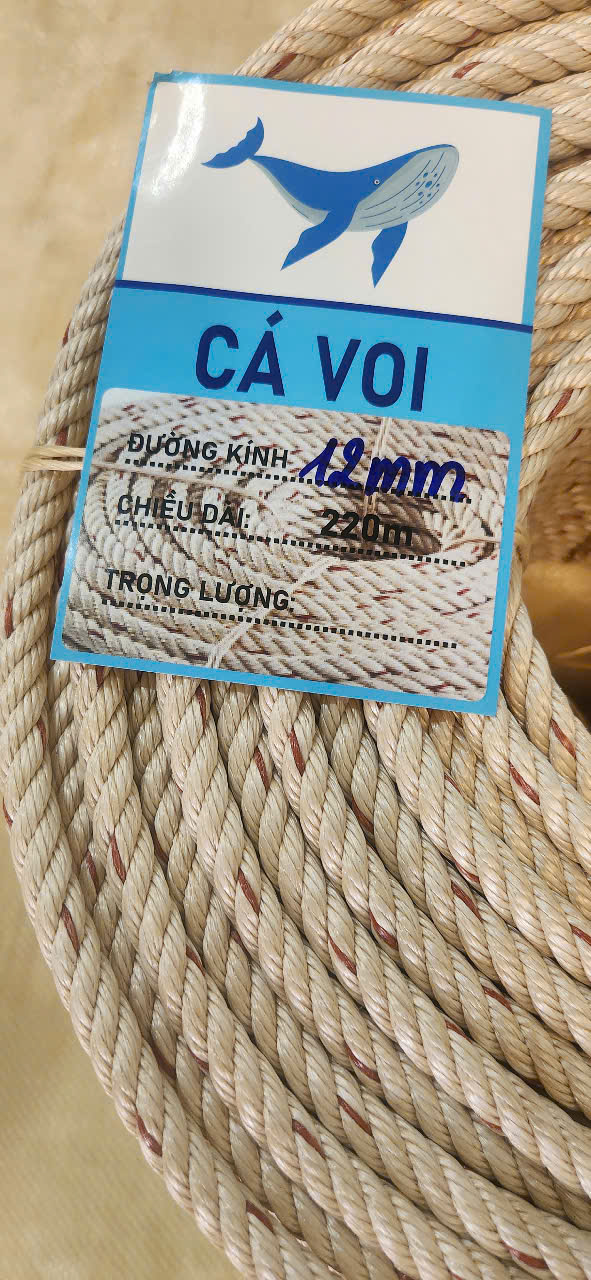 CÁ VOI
ĐƯỜNG KÍNH 12mm
CHIỀU DÀI: 220m
TRỌNG LƯỢNG: